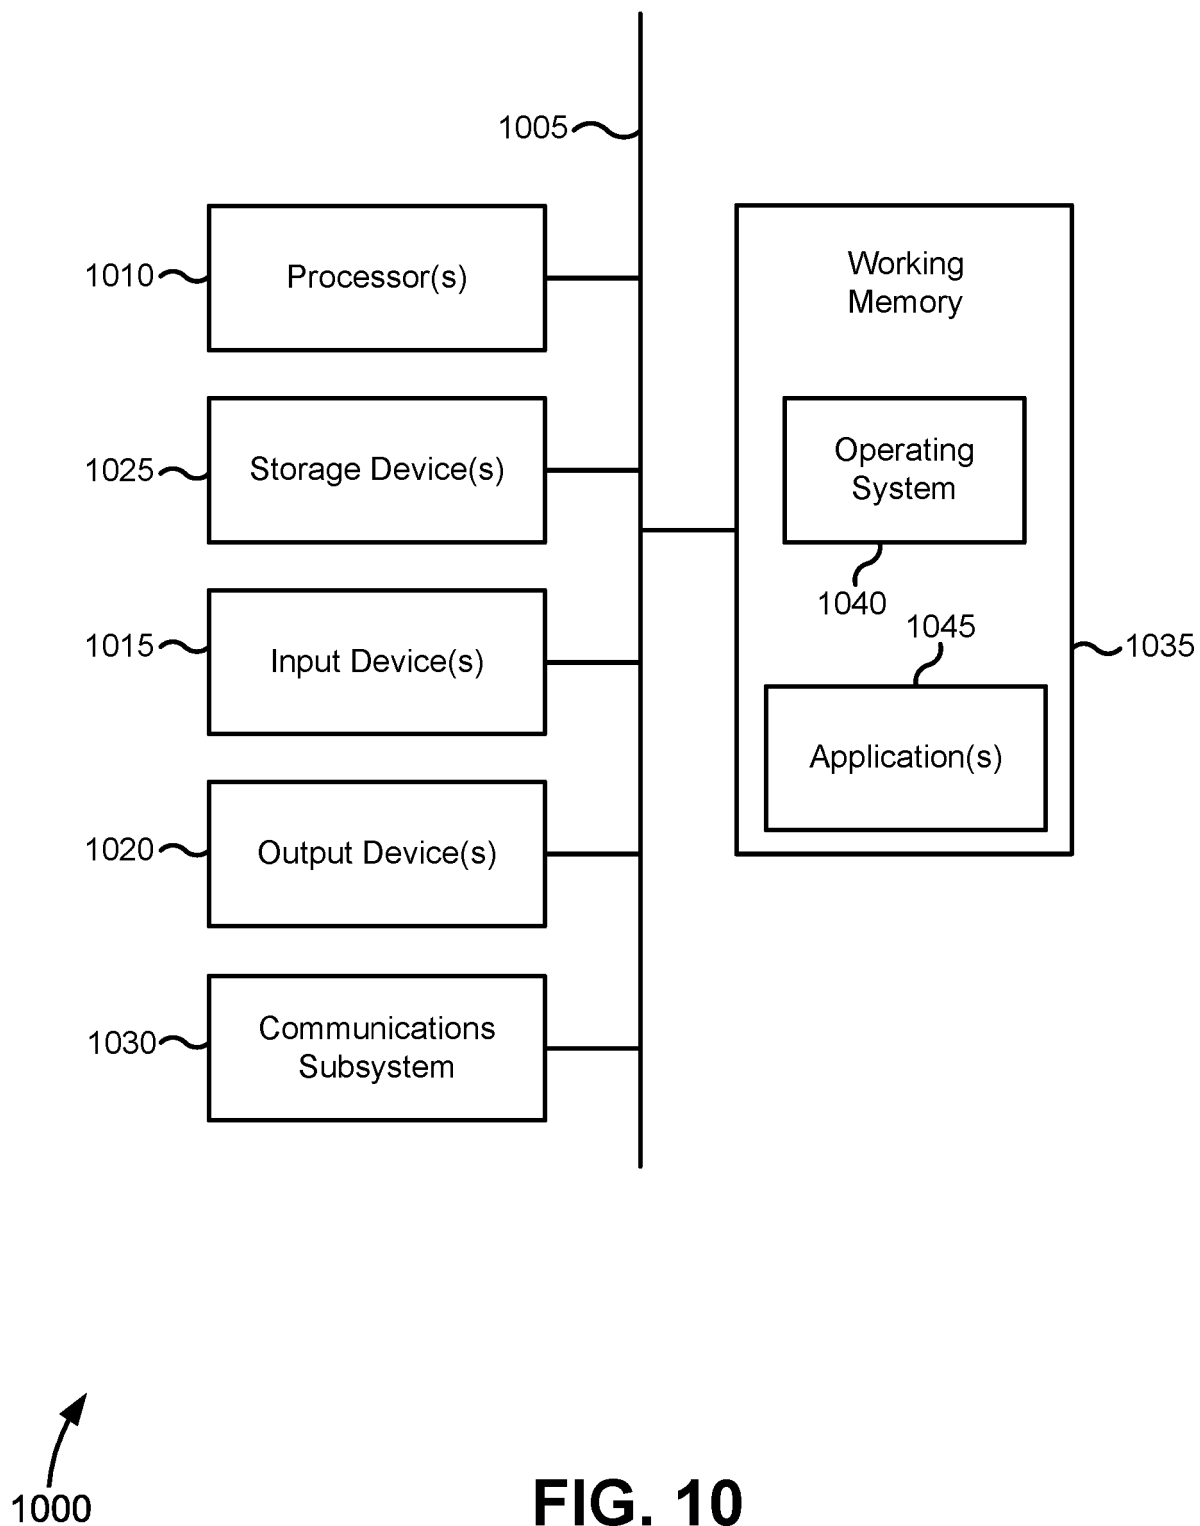 1005
1010
Processor(s)
Working
Memory
1025
Storage Device(s)
Operating
System
1040
1045
1015
Input Device(s)
1035
Application(s)
1020
Output Device(s)
1030
Communications
Subsystem
1000
FIG. 10